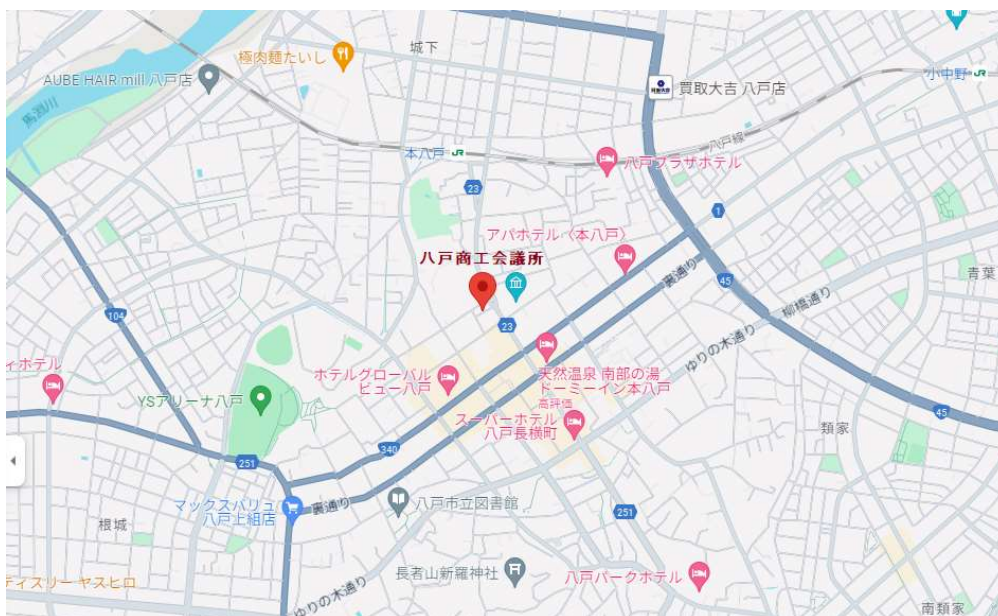 極肉麺たいし
城下
AUBE HAIR mill 八戸店
馬淵川
買取大吉 八戸店
小中野
JR
本八戸
JR
八戸線
八戸プラザホテル
23
1
アパホテル〈本八戸〉
八戸商工会議所
裏通り
45
青葉
柳橋通り
104
23
ゆりの木通り
ィホテル
ホテルグローバル
ビュー八戸
天然温泉 南部の湯
ドーミーイン本八戸
高評価
YSアリーナ八戸
スーパーホテル
八戸長横町
45
類家
340
251
マックスバリュ
八戸上組店
裏通り
八戸市立図書館
251
根城
長者山新羅神社
八戸パークホテル
ティスリー ヤスヒロ
ゆりの木通り
南類家